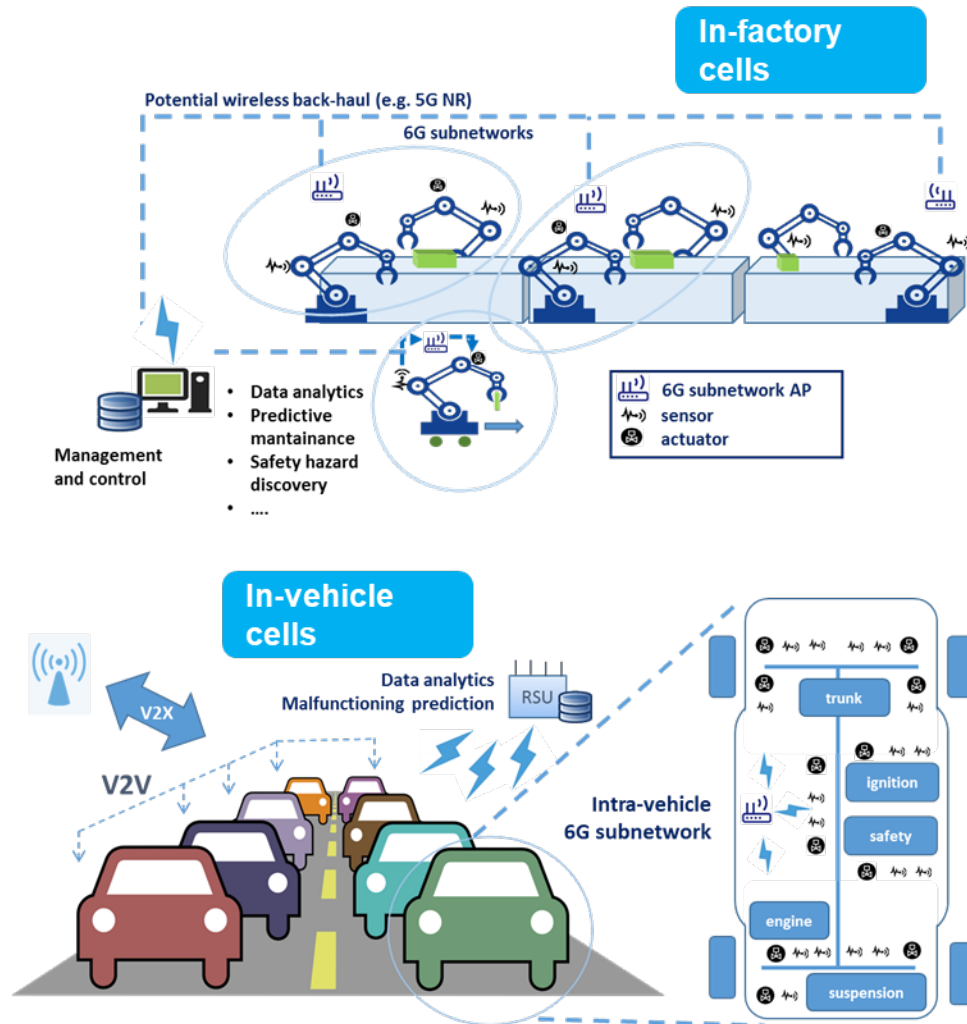 In-factory
cells
Potential wireless back-haul (e.g. 5G NR)
6G subnetworks
Management
and control
• Data analytics
• Predictive
mantainance
• Safety hazard
discovery
• ....
6G subnetwork AP
sensor
actuator
In-vehicle
cells
V2X
V2V
Data analytics
Malfunctioning prediction
RSU
Intra-vehicle
6G subnetwork
trunk
ignition
safety
engine
suspension